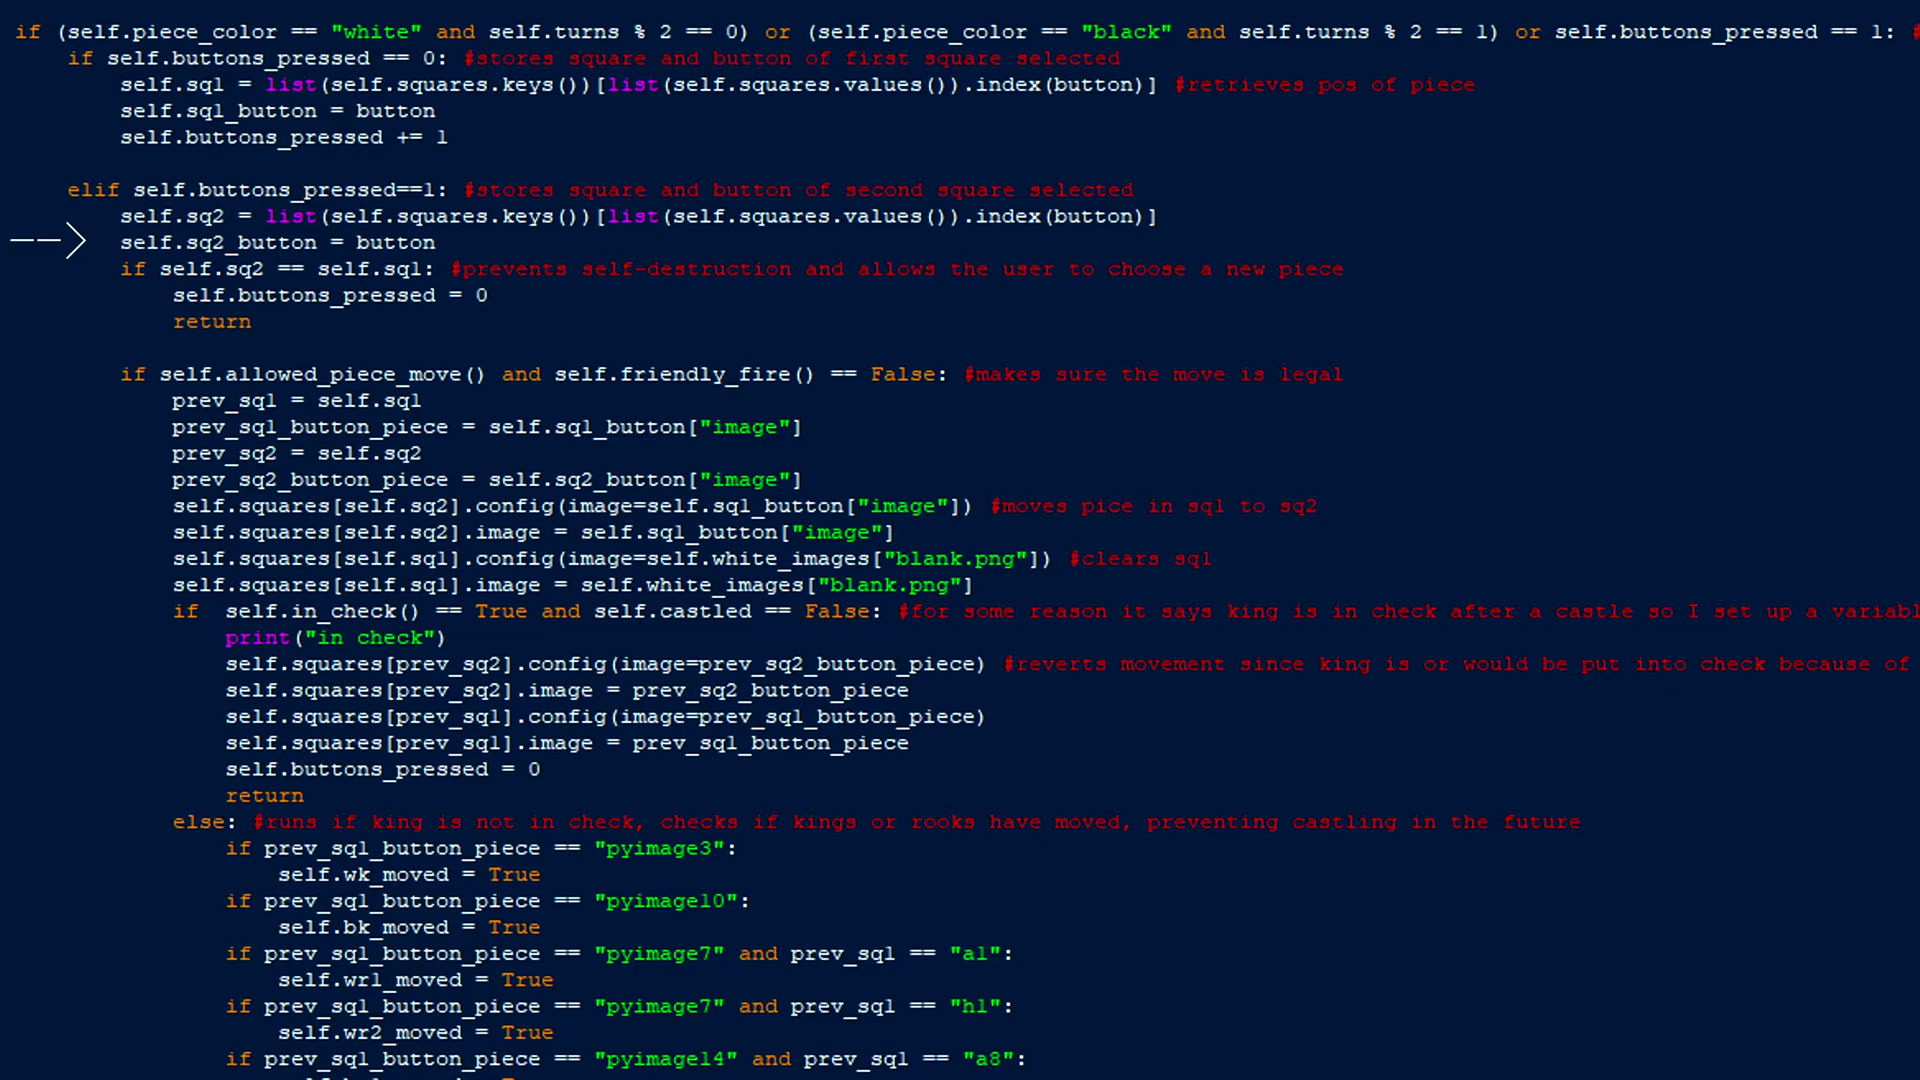 if (self.piece_color == "white" and self.turns % 2 == 0) or (self.piece_color == "black" and self.turns % 2 == 1) or self.buttons_pressed == 1: #
if self.buttons_pressed == 0: #stores square and button of first square selected
self.sq1 = list(self.squares.keys())[list(self.squares.values()).index(button)] #retrieves pos of piece
self.sq1_button = button
self.buttons_pressed += 1
elif self.buttons_pressed==1: #stores square and button of second square selected
self.sq2 = list(self.squares.keys())[list(self.squares.values()).index(button)]
self.sq2_button = button
if self.sq2 == self.sq1: #prevents self-destruction and allows the user to choose a new piece
self.buttons_pressed = 0
return
if self.allowed_piece_move() and self.friendly_fire() == False: #makes sure the move is legal
prev_sq1 = self.sq1
prev_sq1_button_piece = self.sq1_button["image"]
prev_sq2 = self.sq2
prev_sq2_button_piece = self.sq2_button["image"]
self.squares[self.sq2].config(image=self.sq1_button["image"]) #moves pice in sq1 to sq2
self.squares[self.sq2].image = self.sq1_button["image"]
self.squares[self.sq1].config(image=self.white_images["blank.png"]) #clears sq1
self.squares[self.sq1].image = self.white_images["blank.png"]
if self.in_check() == True and self.castled == False: #for some reason it says king is in check after a castle so I set up a variabl
print("in check")
self.squares[prev_sq2].config(image=prev_sq2_button_piece) #reverts movement since king is or would be put into check because of
self.squares[prev_sq2].image = prev_sq2_button_piece
self.squares[prev_sq1].config(image=prev_sq1_button_piece)
self.squares[prev_sq1].image = prev_sq1_button_piece
self.buttons_pressed = 0
return
else: #runs if king is not in check, checks if kings or rooks have moved, preventing castling in the future
if prev_sq1_button_piece == "pyimage3":
self.wk_moved = True
if prev_sq1_button_piece == "pyimage10":
self.bk_moved = True
if prev_sq1_button_piece == "pyimage7" and prev_sq1 == "a1":
self.wr1_moved = True
if prev_sq1_button_piece == "pyimage7" and prev_sq1 == "h1":
self.wr2_moved = True
if prev_sq1_button_piece == "pyimage14" and prev_sq1 == "a8":